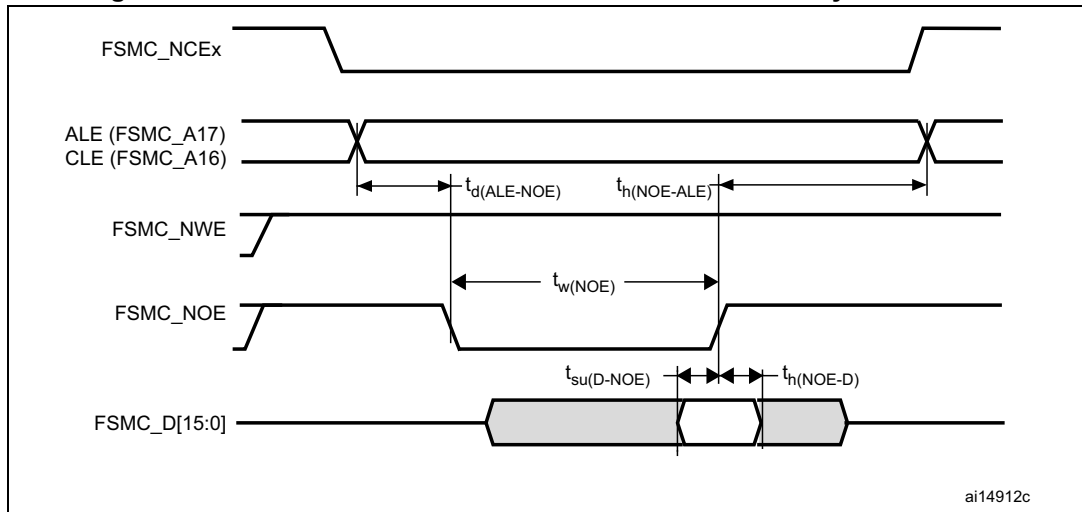 FSMC_NCEx
ALE (FSMC_A17)
CLE (FSMC_A16)
td(ALE-NOE)
th(NOE-ALE)
FSMC_NWE
tw(NOE)
FSMC_NOE
tsu(D-NOE)
th(NOE-D)
FSMC_D[15:0]
ai14912c